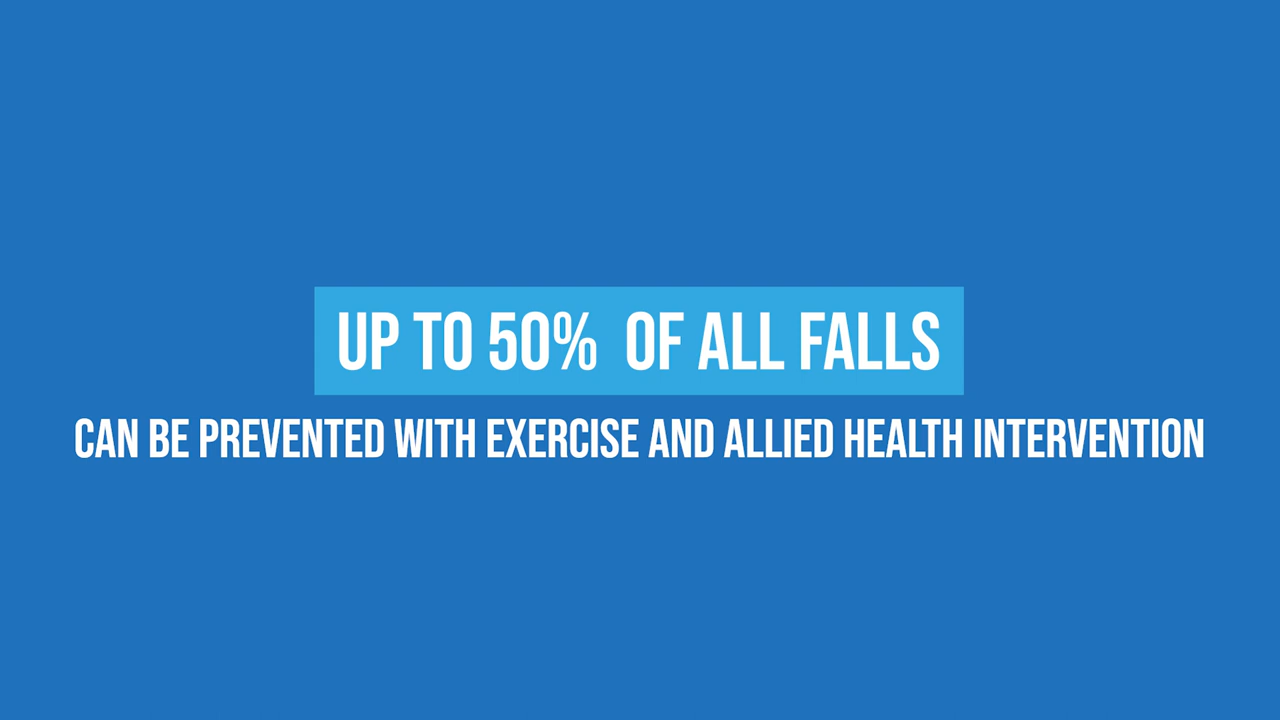 UP TO 50% OF ALL FALLS
CAN BE PREVENTED WITH EXERCISE AND ALLIED HEALTH INTERVENTION